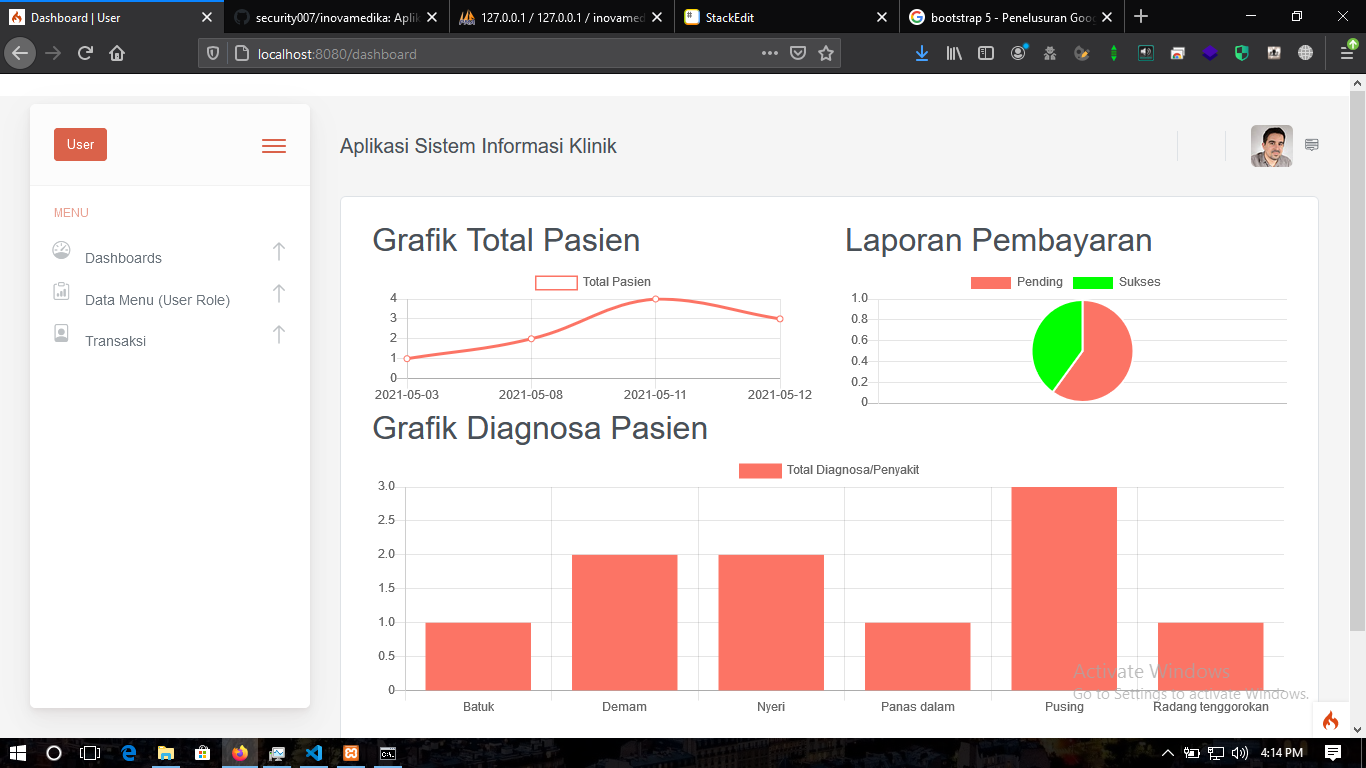 Dashboard | User
security007/inovamedika: Aplik
127.0.0.1 / 127.0.0.1 / inovamed
StackEdit
bootstrap 5 - Penelusuran Goog
localhost:8080/dashboard
User
Aplikasi Sistem Informasi Klinik
MENU
Dashboards
Data Menu (User Role)
Transaksi
Grafik Total Pasien
Total Pasien
4
3
2
1
0
2021-05-03 2021-05-08 2021-05-11 2021-05-12
Laporan Pembayaran
Pending Sukses
1.0
0.8
0.6
0.4
0.2
0
Grafik Diagnosa Pasien
Total Diagnosa/Penyakit
3.0
2.5
2.0
1.5
1.0
0.5
0
Batuk Demam Nyeri Panas dalam Pusing Radang tenggorokan
Activate Windows
Go to Settings to activate Windows.
4:14 PM